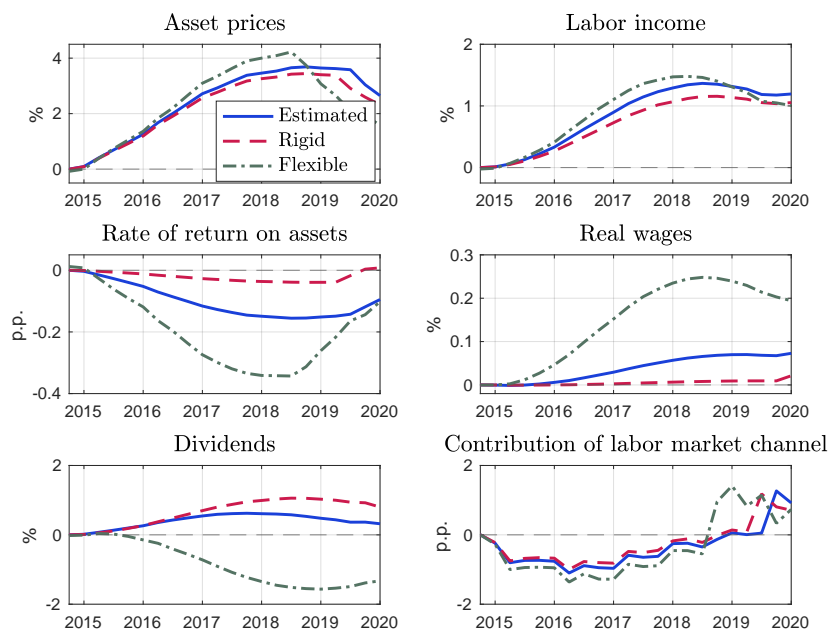 Asset prices
Labor income
4
2
0
%
Estimated
Rigid
Flexible
2015 2016 2017 2018 2019 2020
2
1
0
%
2015 2016 2017 2018 2019 2020
Rate of return on assets
Real wages
0
-0.2
-0.4
p.p.
2015 2016 2017 2018 2019 2020
0.3
0.2
0.1
0
%
2015 2016 2017 2018 2019 2020
Dividends
Contribution of labor market channel
2
0
-2
%
2015 2016 2017 2018 2019 2020
2
0
-2
p.p.
2015 2016 2017 2018 2019 2020